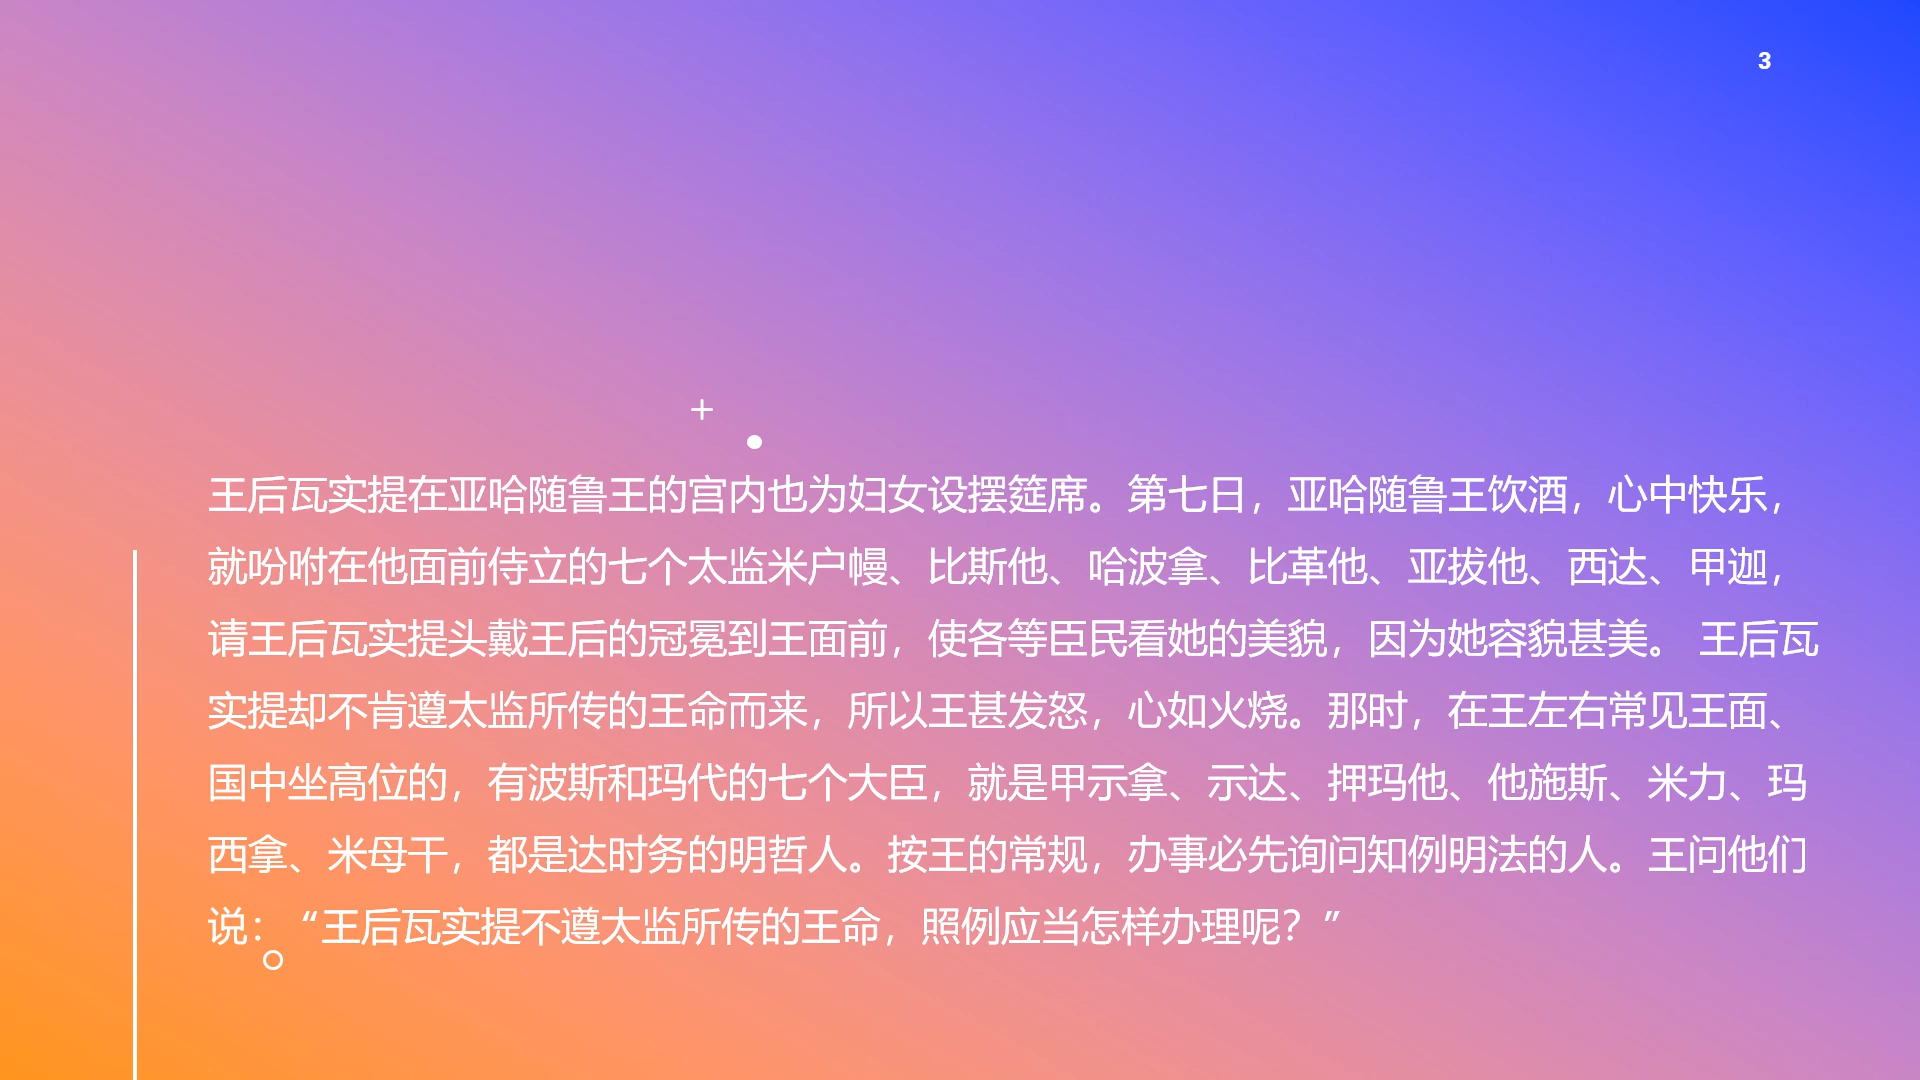 3
王后瓦实提在亚哈随鲁王的宫内也为妇女设摆筵席。第七日，亚哈随鲁王饮酒，心中快乐，
就吩咐在他面前侍立的七个太监米户幔、比斯他、哈波拿、比革他、亚拔他、西达、甲迦，
请王后瓦实提头戴王后的冠冕到王面前，使各等臣民看她的美貌，因为她容貌甚美。 王后瓦
实提却不肯遵太监所传的王命而来，所以王甚发怒，心如火烧。那时，在王左右常见王面、
国中坐高位的，有波斯和玛代的七个大臣，就是甲示拿、示达、押玛他、他施斯、米力、玛
西拿、米母干，都是达时务的明哲人。按王的常规，办事必先询问知例明法的人。王问他们
说：“王后瓦实提不遵太监所传的王命，照例应当怎样办理呢？”